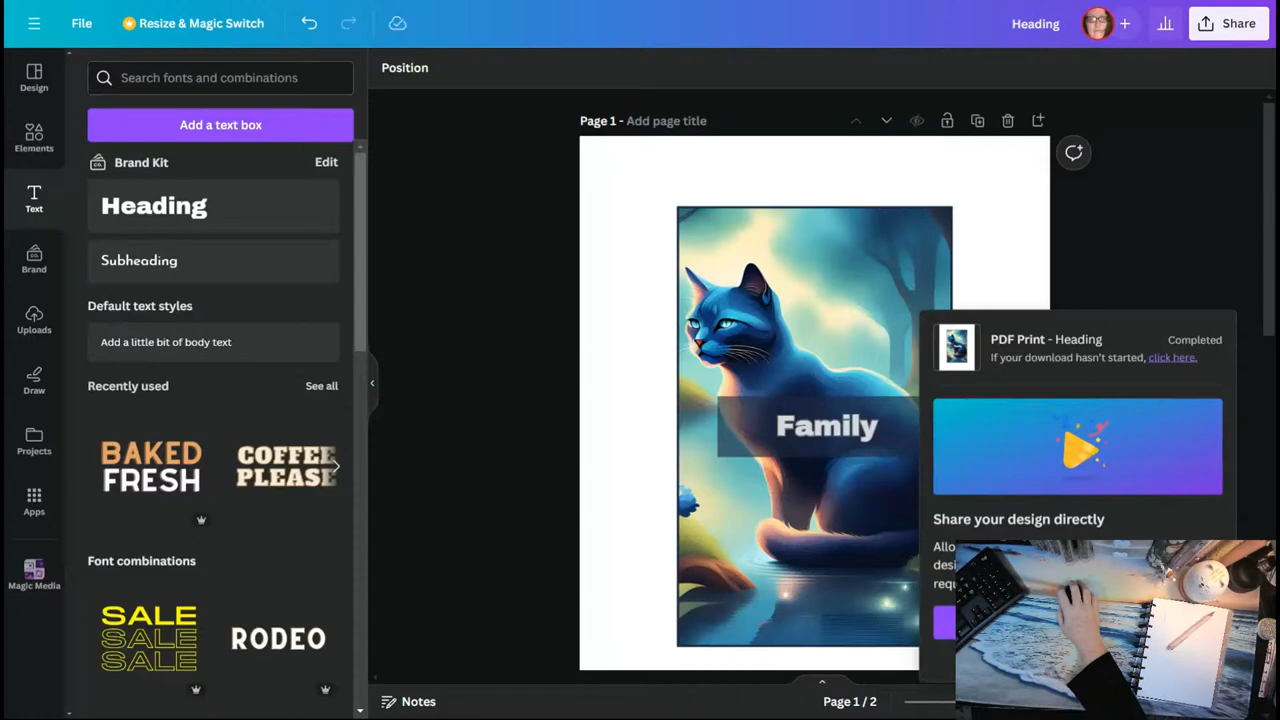 File
Resize & Magic Switch
Heading
Share
Design
Elements
Text
Brand
Uploads
Draw
Projects
Apps
Magic Media
Search fonts and combinations
Add a text box
Brand Kit
Edit
Heading
Subheading
Default text styles
Add a little bit of body text
Recently used
See all
BAKED
FRESH
COFFEE
PLEASE
Font combinations
SALE
SALE
SALE
RODEO
Position
Page 1 - Add page title
Family
PDF Print - Heading
Completed
If your download hasn't started, click here.
Share your design directly
Notes
Page 1 / 2